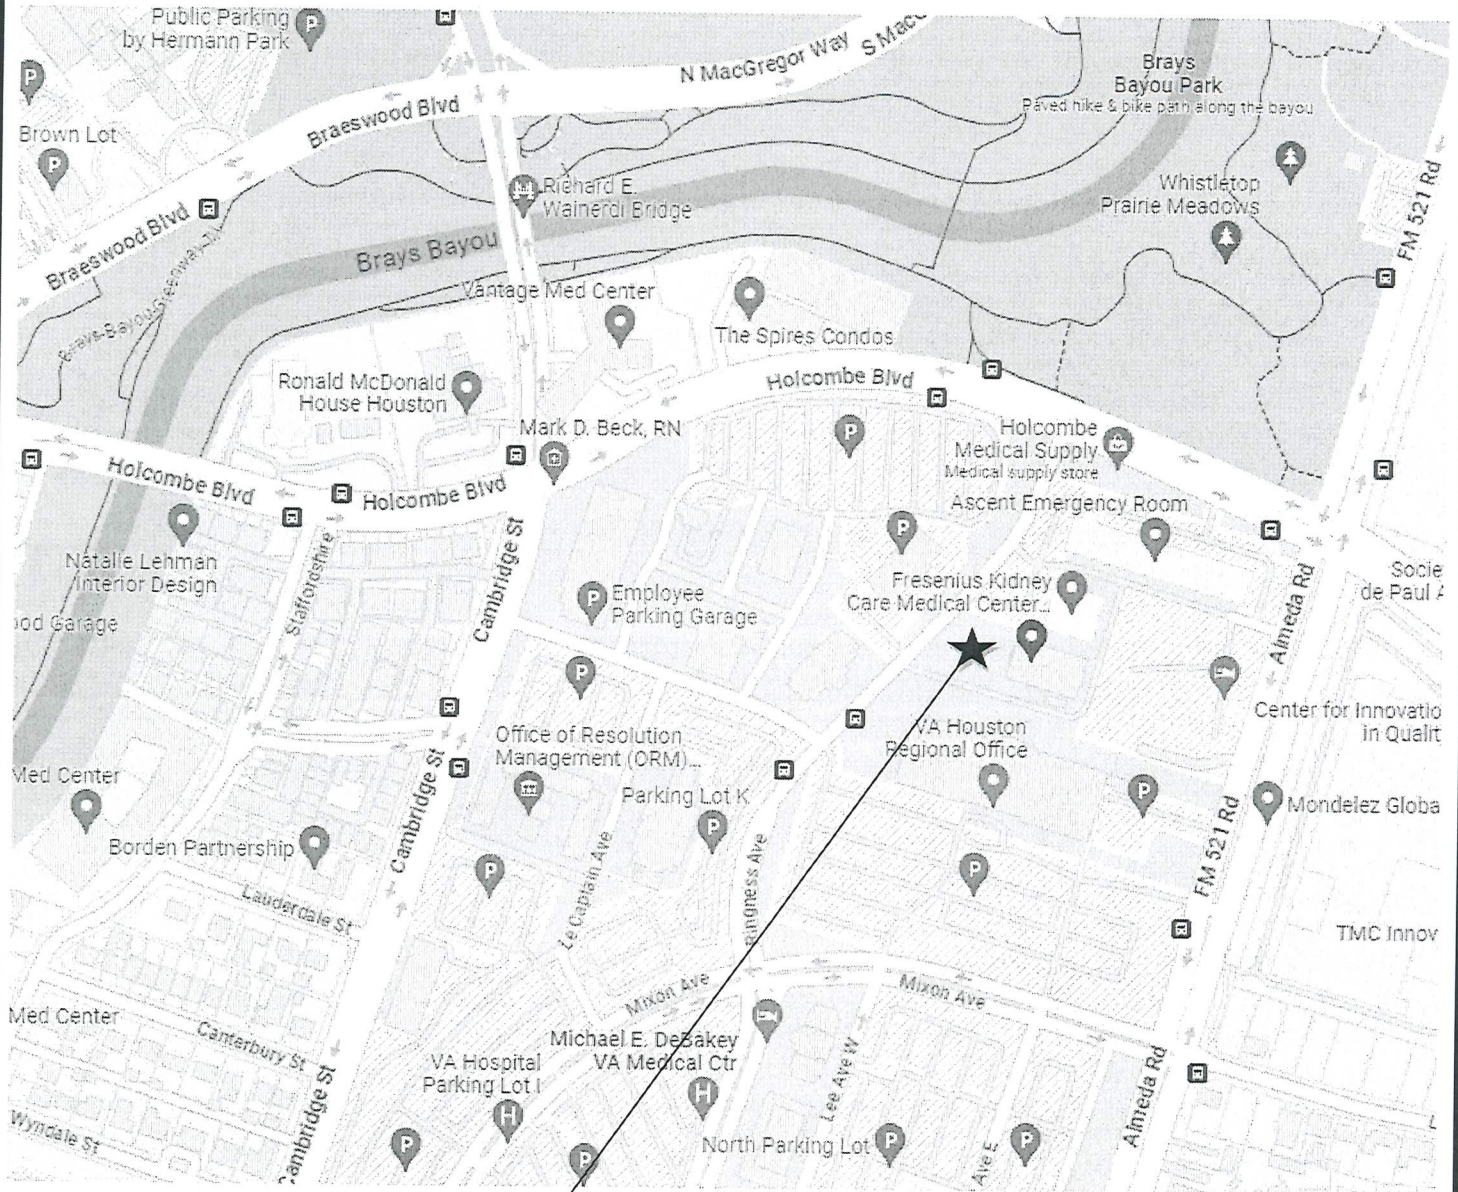 Public Parking
by Hermann Park
N MacGregor Way
Brays
Bayou Park
Paved hike & bike path along the bayou
Braeswood Blvd
Brown Lot
FM 521 Rd
Whistletop
Prairie Meadows
Richard E.
Wainerdi Bridge
Braeswood Blvd
Brays Bayou
Vantage Med Center
The Spires Condos
Ronald McDonald
House Houston
Holcombe Blvd
Mark D. Beck, RN
Holcombe
Medical Supply
Medical supply store
Holcombe Blvd
Holcombe Blvd
Ascent Emergency Room
Natalie Lehman
Interior Design
Staffordshire
Cambridge St
Employee
Parking Garage
Fresenius Kidney
Care Medical Center...
Almeda Rd
Socie
de Paul
ood Garage
Office of Resolution
Management (ORM)...
VA Houston
Regional Office
Center for Innovatio
in Qualit
Med Center
Parking Lot K
Mondelez Globa
Borden Partnership
Cambridge St
FM 521 Rd
Le Captain Ave
Ringness Ave
Lauderdale St
TMC Innov
Mixon Ave
Mixon Ave
Med Center
Canterbury St
Michael E. DeBakey
VA Medical Ctr
VA Hospital
Parking Lot I
Lee Ave W
Almeda Rd
Cambridge St
Wyndale St
North Parking Lot
Ave E